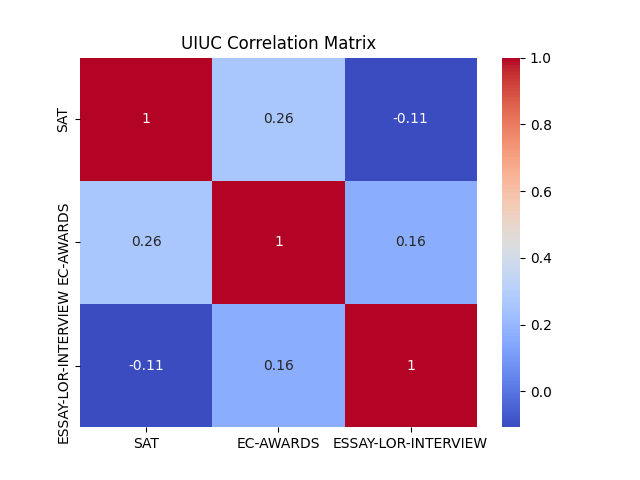 UIUC Correlation Matrix
SAT
1
0.26
-0.11
EC-AWARDS
0.26
1
0.16
ESSAY-LOR-INTERVIEW
-0.11
0.16
1
SAT
EC-AWARDS
ESSAY-LOR-INTERVIEW
1.0
0.8
0.6
0.4
0.2
0.0